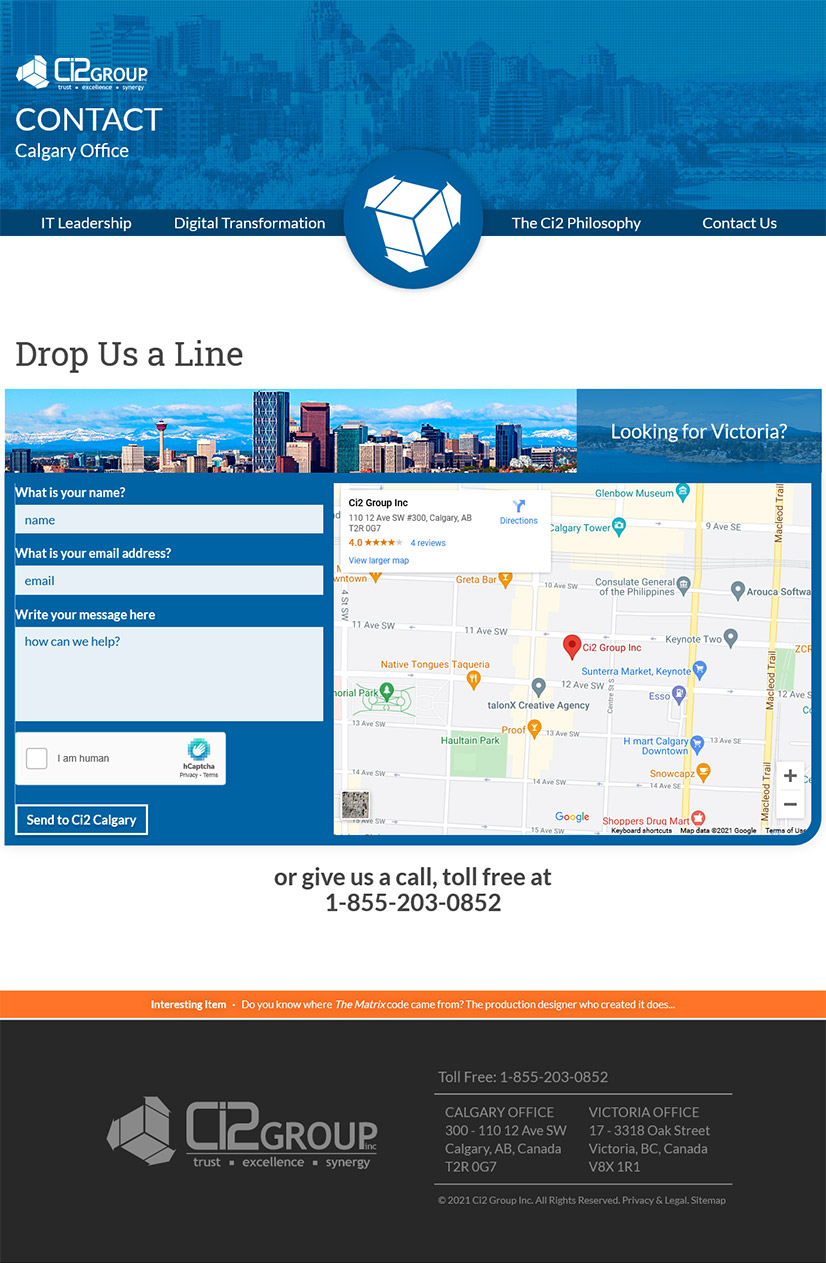 Ci2GROUP
trust • excellence • synergy
CONTACT
Calgary Office
IT Leadership
Digital Transformation
The Ci2 Philosophy
Contact Us
Drop Us a Line
Looking for Victoria?
What is your name?
name
What is your email address?
email
Write your message here
how can we help?
I am human
hCaptcha
Privacy - Terms
Send to Ci2 Calgary
Ci2 Group Inc
110 12 Ave SW #300, Calgary, AB
T2R 0G7
Directions
4.0 ★★★★★ 4 reviews
View larger map
Glenbow Museum
Calgary Tower
9 Ave SE
Macleod Trail
wntown
Greta Bar
10 Ave SW
Consulate General
of the Philippines
Arouca Softwa
4 St SW
11 Ave SW
11 Ave SW
Ci2 Group Inc
Keynote Two
ZCR
Native Tongues Taqueria
Sunterra Market, Keynote
Macleod Trail
morial Park
12 Ave SW
Centre St S
Esso
12 Ave S
talonX Creative Agency
13 Ave SW
Proof
13 Ave SW
Haultain Park
H mart Calgary
Downtown
13 Ave SE
Snowcapz
14 Ave SW
14 Ave SW
14 Ave SE
Macleod Trail
Google
Shoppers Drug Mart
15 Ave SW
15 Ave SW
Keyboard shortcuts
Map data ©2021 Google
Terms of Use
or give us a call, toll free at
1-855-203-0852
Interesting Item • Do you know where The Matrix code came from? The production designer who created it does...
Ci2GROUP inc
trust ▪ excellence ▪ synergy
Toll Free: 1-855-203-0852
CALGARY OFFICE
300 - 110 12 Ave SW
Calgary, AB, Canada
T2R 0G7
VICTORIA OFFICE
17 - 3318 Oak Street
Victoria, BC, Canada
V8X 1R1
© 2021 Ci2 Group Inc. All Rights Reserved. Privacy & Legal. Sitemap